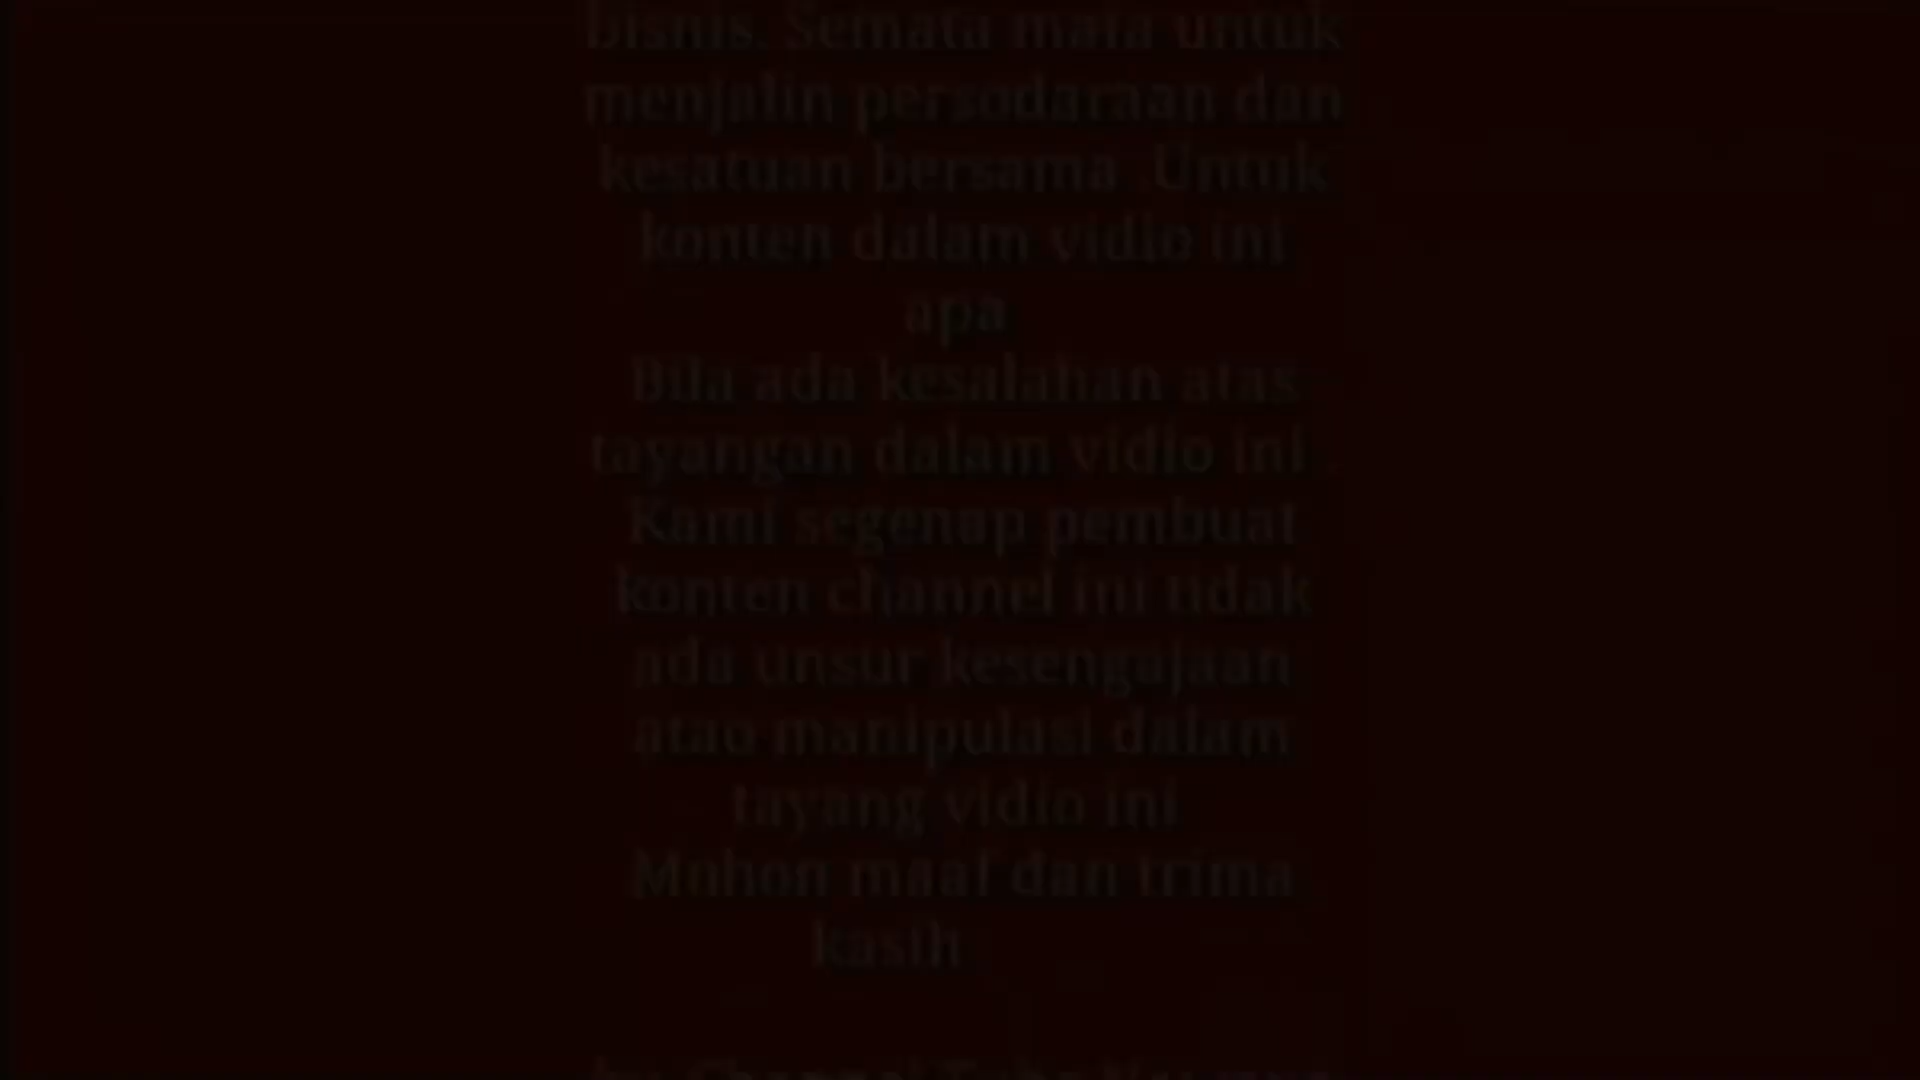 bisnis. Semata mata untuk
menjalin persodaraan dan
kesatuan bersama. Untuk
konten dalam vidio ini
apa
Bila ada kesalahan atas
tayangan dalam vidio ini .
Kami segenap pembuat
konten channel ini tidak
ada unsur kesengajaan
atao manipulasi dalam
tayang vidio ini
Mohon maaf dan trima
kasih